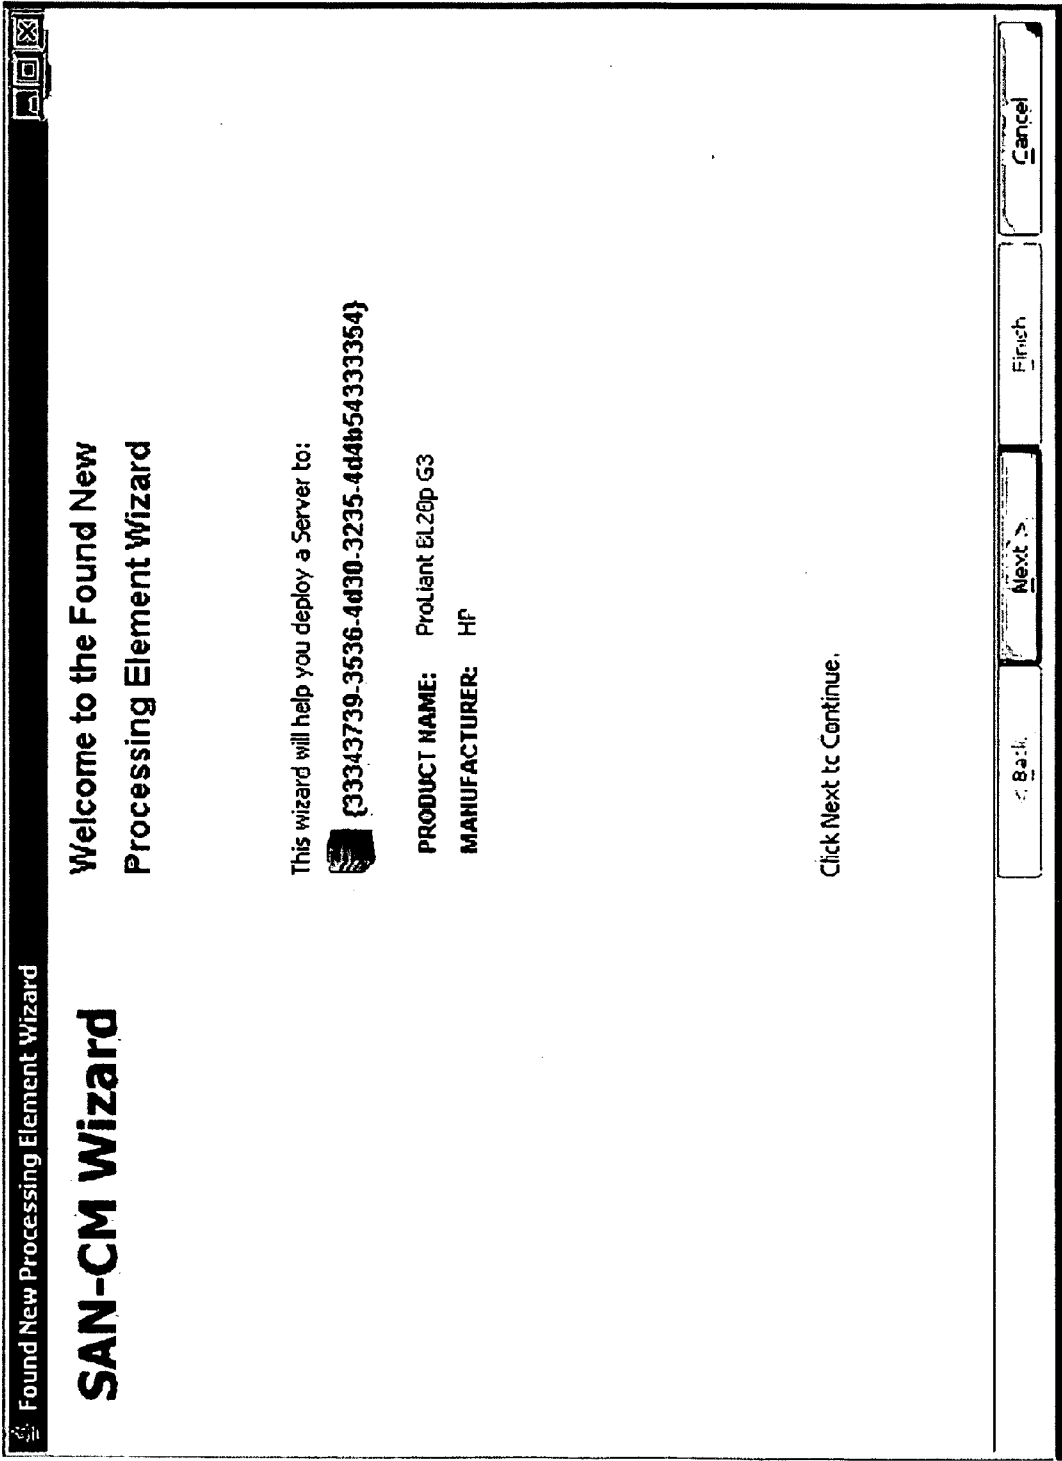 Found New Processing Element Wizard
SAN-CM Wizard
Welcome to the Found New
Processing Element Wizard
This wizard will help you deploy a Server to:
{33343739-3536-4d30-3235-4d4b54333354}
PRODUCT NAME: ProLiant BL20p G3
MANUFACTURER: HP
Click Next to Continue.
< Back
Next >
Finish
Cancel